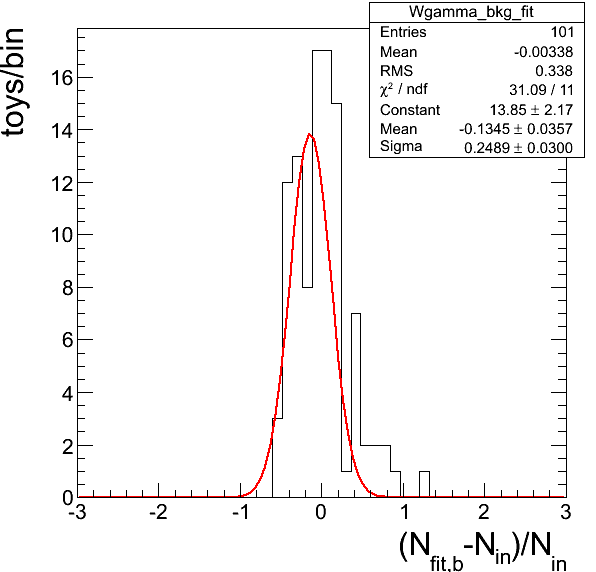 Wgamma_bkg_fit
Entries 101
Mean -0.00338
RMS 0.338
χ² / ndf 31.09 / 11
Constant 13.85 ± 2.17
Mean -0.1345 ± 0.0357
Sigma 0.2489 ± 0.0300
toys/bin
16
14
12
10
8
6
4
2
0
-3 -2 -1 0 1 2 3
(N_fit,b-N_in)/N_in